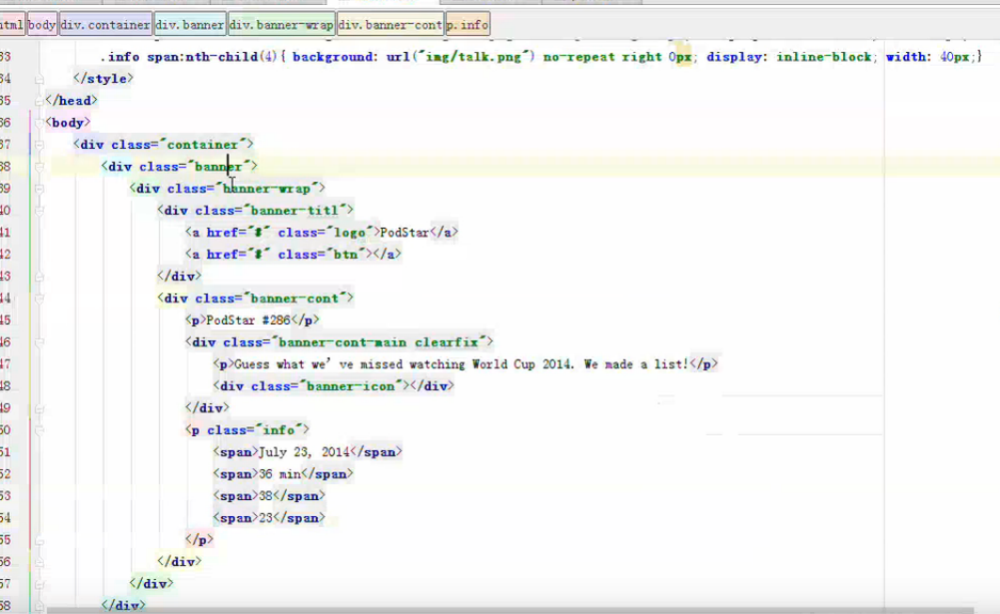 html body div.container div.banner div.banner-wrap div.banner-cont p.info
33 .info span:nth-child(4){ background: url("img/talk.png") no-repeat right 0px; display: inline-block; width: 40px;}
34 </style>
35 </head>
36 <body>
37 <div class="container">
38 <div class="banner">
39 <div class="banner-wrap">
40 <div class="banner-titl">
41 <a href="#" class="logo">PodStar</a>
42 <a href="#" class="btn"></a>
43 </div>
44 <div class="banner-cont">
45 <p>PodStar #286</p>
46 <div class="banner-cont-main clearfix">
47 <p>Guess what we’ve missed watching World Cup 2014. We made a list!</p>
48 <div class="banner-icon"></div>
49 </div>
50 <p class="info">
51 <span>July 23, 2014</span>
52 <span>36 min</span>
53 <span>38</span>
54 <span>23</span>
55 </p>
56 </div>
57 </div>
58 </div>